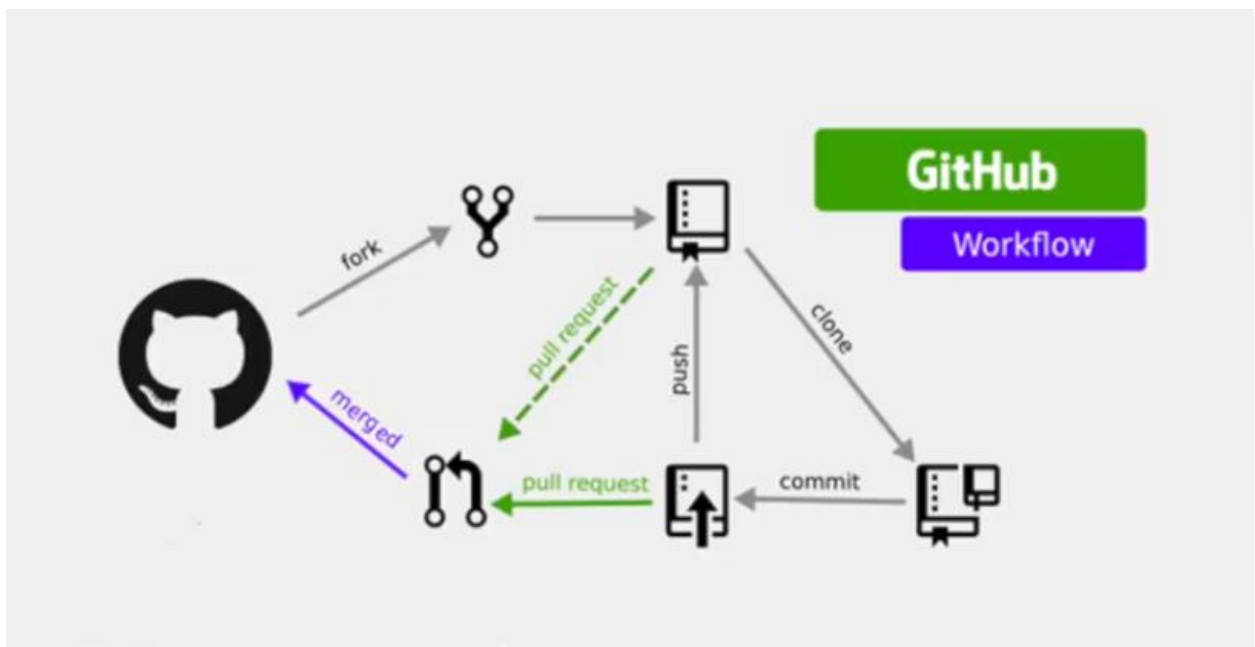 GitHub
Workflow
fork
pull request
clone
push
merged
pull request
commit